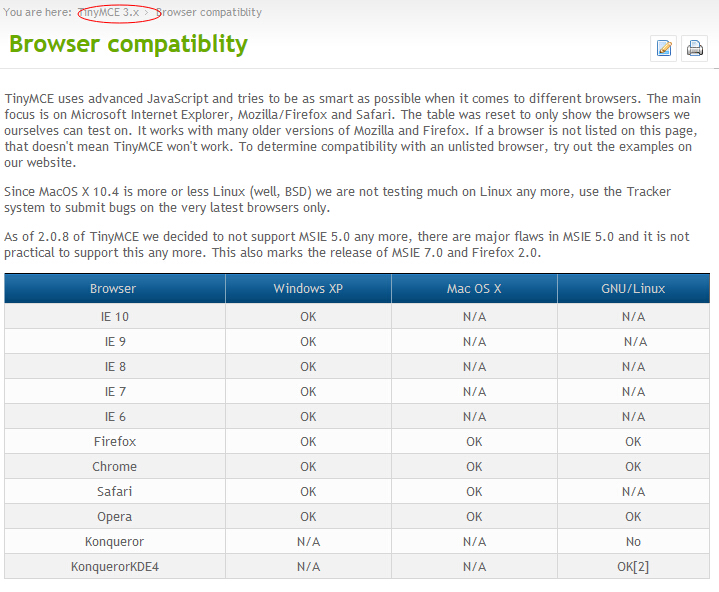 You are here: TinyMCE 3.x > Browser compatiblity
Browser compatiblity
TinyMCE uses advanced JavaScript and tries to be as smart as possible when it comes to different browsers. The main
focus is on Microsoft Internet Explorer, Mozilla/Firefox and Safari. The table was reset to only show the browsers we
ourselves can test on. It works with many older versions of Mozilla and Firefox. If a browser is not listed on this page,
that doesn't mean TinyMCE won't work. To determine compatibility with an unlisted browser, try out the examples on
our website.
Since MacOS X 10.4 is more or less Linux (well, BSD) we are not testing much on Linux any more, use the Tracker
system to submit bugs on the very latest browsers only.
As of 2.0.8 of TinyMCE we decided to not support MSIE 5.0 any more, there are major flaws in MSIE 5.0 and it is not
practical to support this any more. This also marks the release of MSIE 7.0 and Firefox 2.0.
Browser Windows XP Mac OS X GNU/Linux
IE 10 OK N/A N/A
IE 9 OK N/A N/A
IE 8 OK N/A N/A
IE 7 OK N/A N/A
IE 6 OK N/A N/A
Firefox OK OK OK
Chrome OK OK OK
Safari OK OK N/A
Opera OK OK OK
Konqueror N/A N/A No
KonquerorKDE4 N/A N/A OK[2]